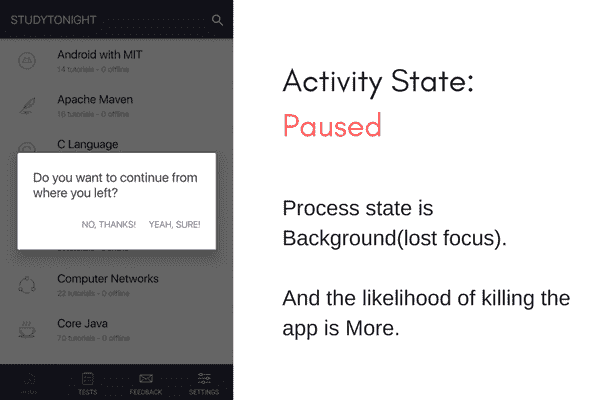 STUDYTONIGHT
Android with MIT
14 tutorials - 0 offline
Apache Maven
16 tutorials - 0 offline
C Language
Do you want to continue from
where you left?
NO, THANKS! YEAH, SURE!
Computer Networks
22 tutorials - 0 offline
Core Java
70 tutorials - 0 offline
TESTS FEEDBACK SETTINGS
Activity State:
Paused
Process state is
Background(lost focus).
And the likelihood of killing the
app is More.